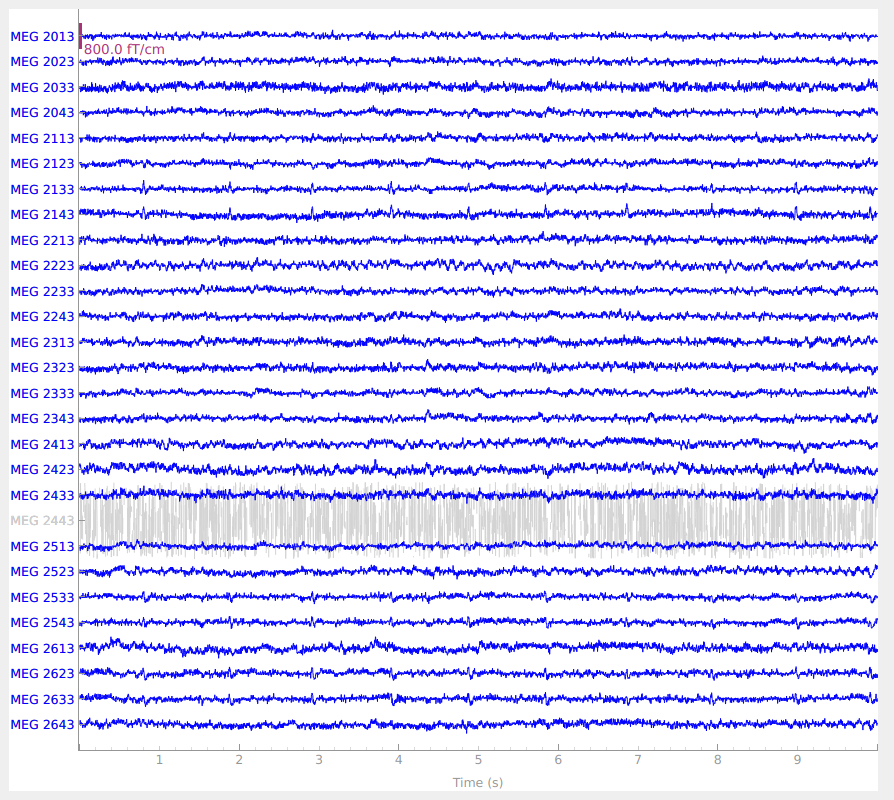 MEG 2013
800.0 fT/cm
MEG 2023
MEG 2033
MEG 2043
MEG 2113
MEG 2123
MEG 2133
MEG 2143
MEG 2213
MEG 2223
MEG 2233
MEG 2243
MEG 2313
MEG 2323
MEG 2333
MEG 2343
MEG 2413
MEG 2423
MEG 2433
MEG 2443
MEG 2513
MEG 2523
MEG 2533
MEG 2543
MEG 2613
MEG 2623
MEG 2633
MEG 2643
1 2 3 4 5 6 7 8 9
Time (s)